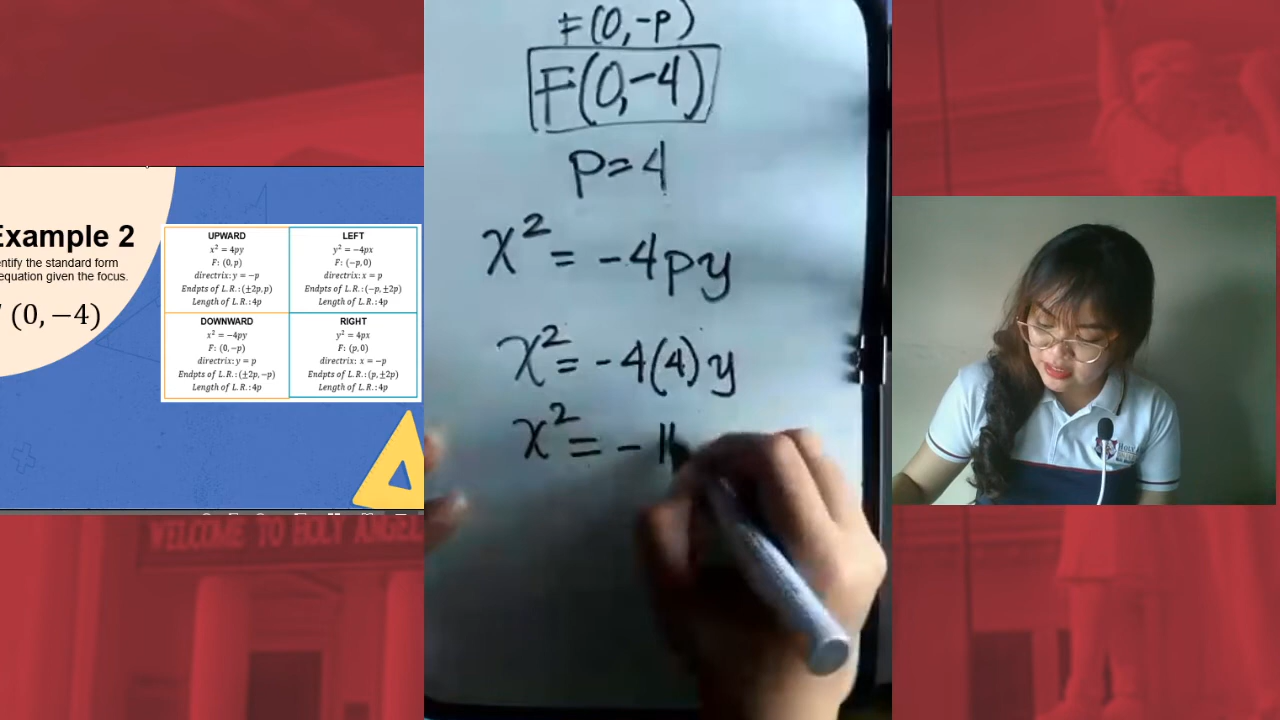 Example 2
entify the standard form
equation given the focus.
(0, −4)
UPWARD
x² = 4py
F: (0, p)
directrix: y = −p
Endpts of L.R.: (±2p, p)
Length of L.R.: 4p
LEFT
y² = −4px
F: (−p, 0)
directrix: x = p
Endpts of L.R.: (−p, ±2p)
Length of L.R.: 4p
DOWNWARD
x² = −4py
F: (0, −p)
directrix: y = p
Endpts of L.R.: (±2p, −p)
Length of L.R.: 4p
RIGHT
y² = 4px
F: (p, 0)
directrix: x = −p
Endpts of L.R.: (p, ±2p)
Length of L.R.: 4p
F(0,-p)
F(0,-4)
p=4
x² = -4py
x² = -4(4)y
x² = - 1
WELCOME TO HOLY ANGEL